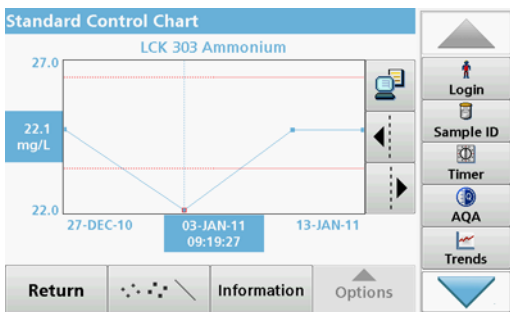 Standard Control Chart
LCK 303 Ammonium
27.0
22.1
mg/L
22.0
27-DEC-10
03-JAN-11
09:19:27
13-JAN-11
Return
Information
Options
Login
Sample ID
Timer
AQA
Trends